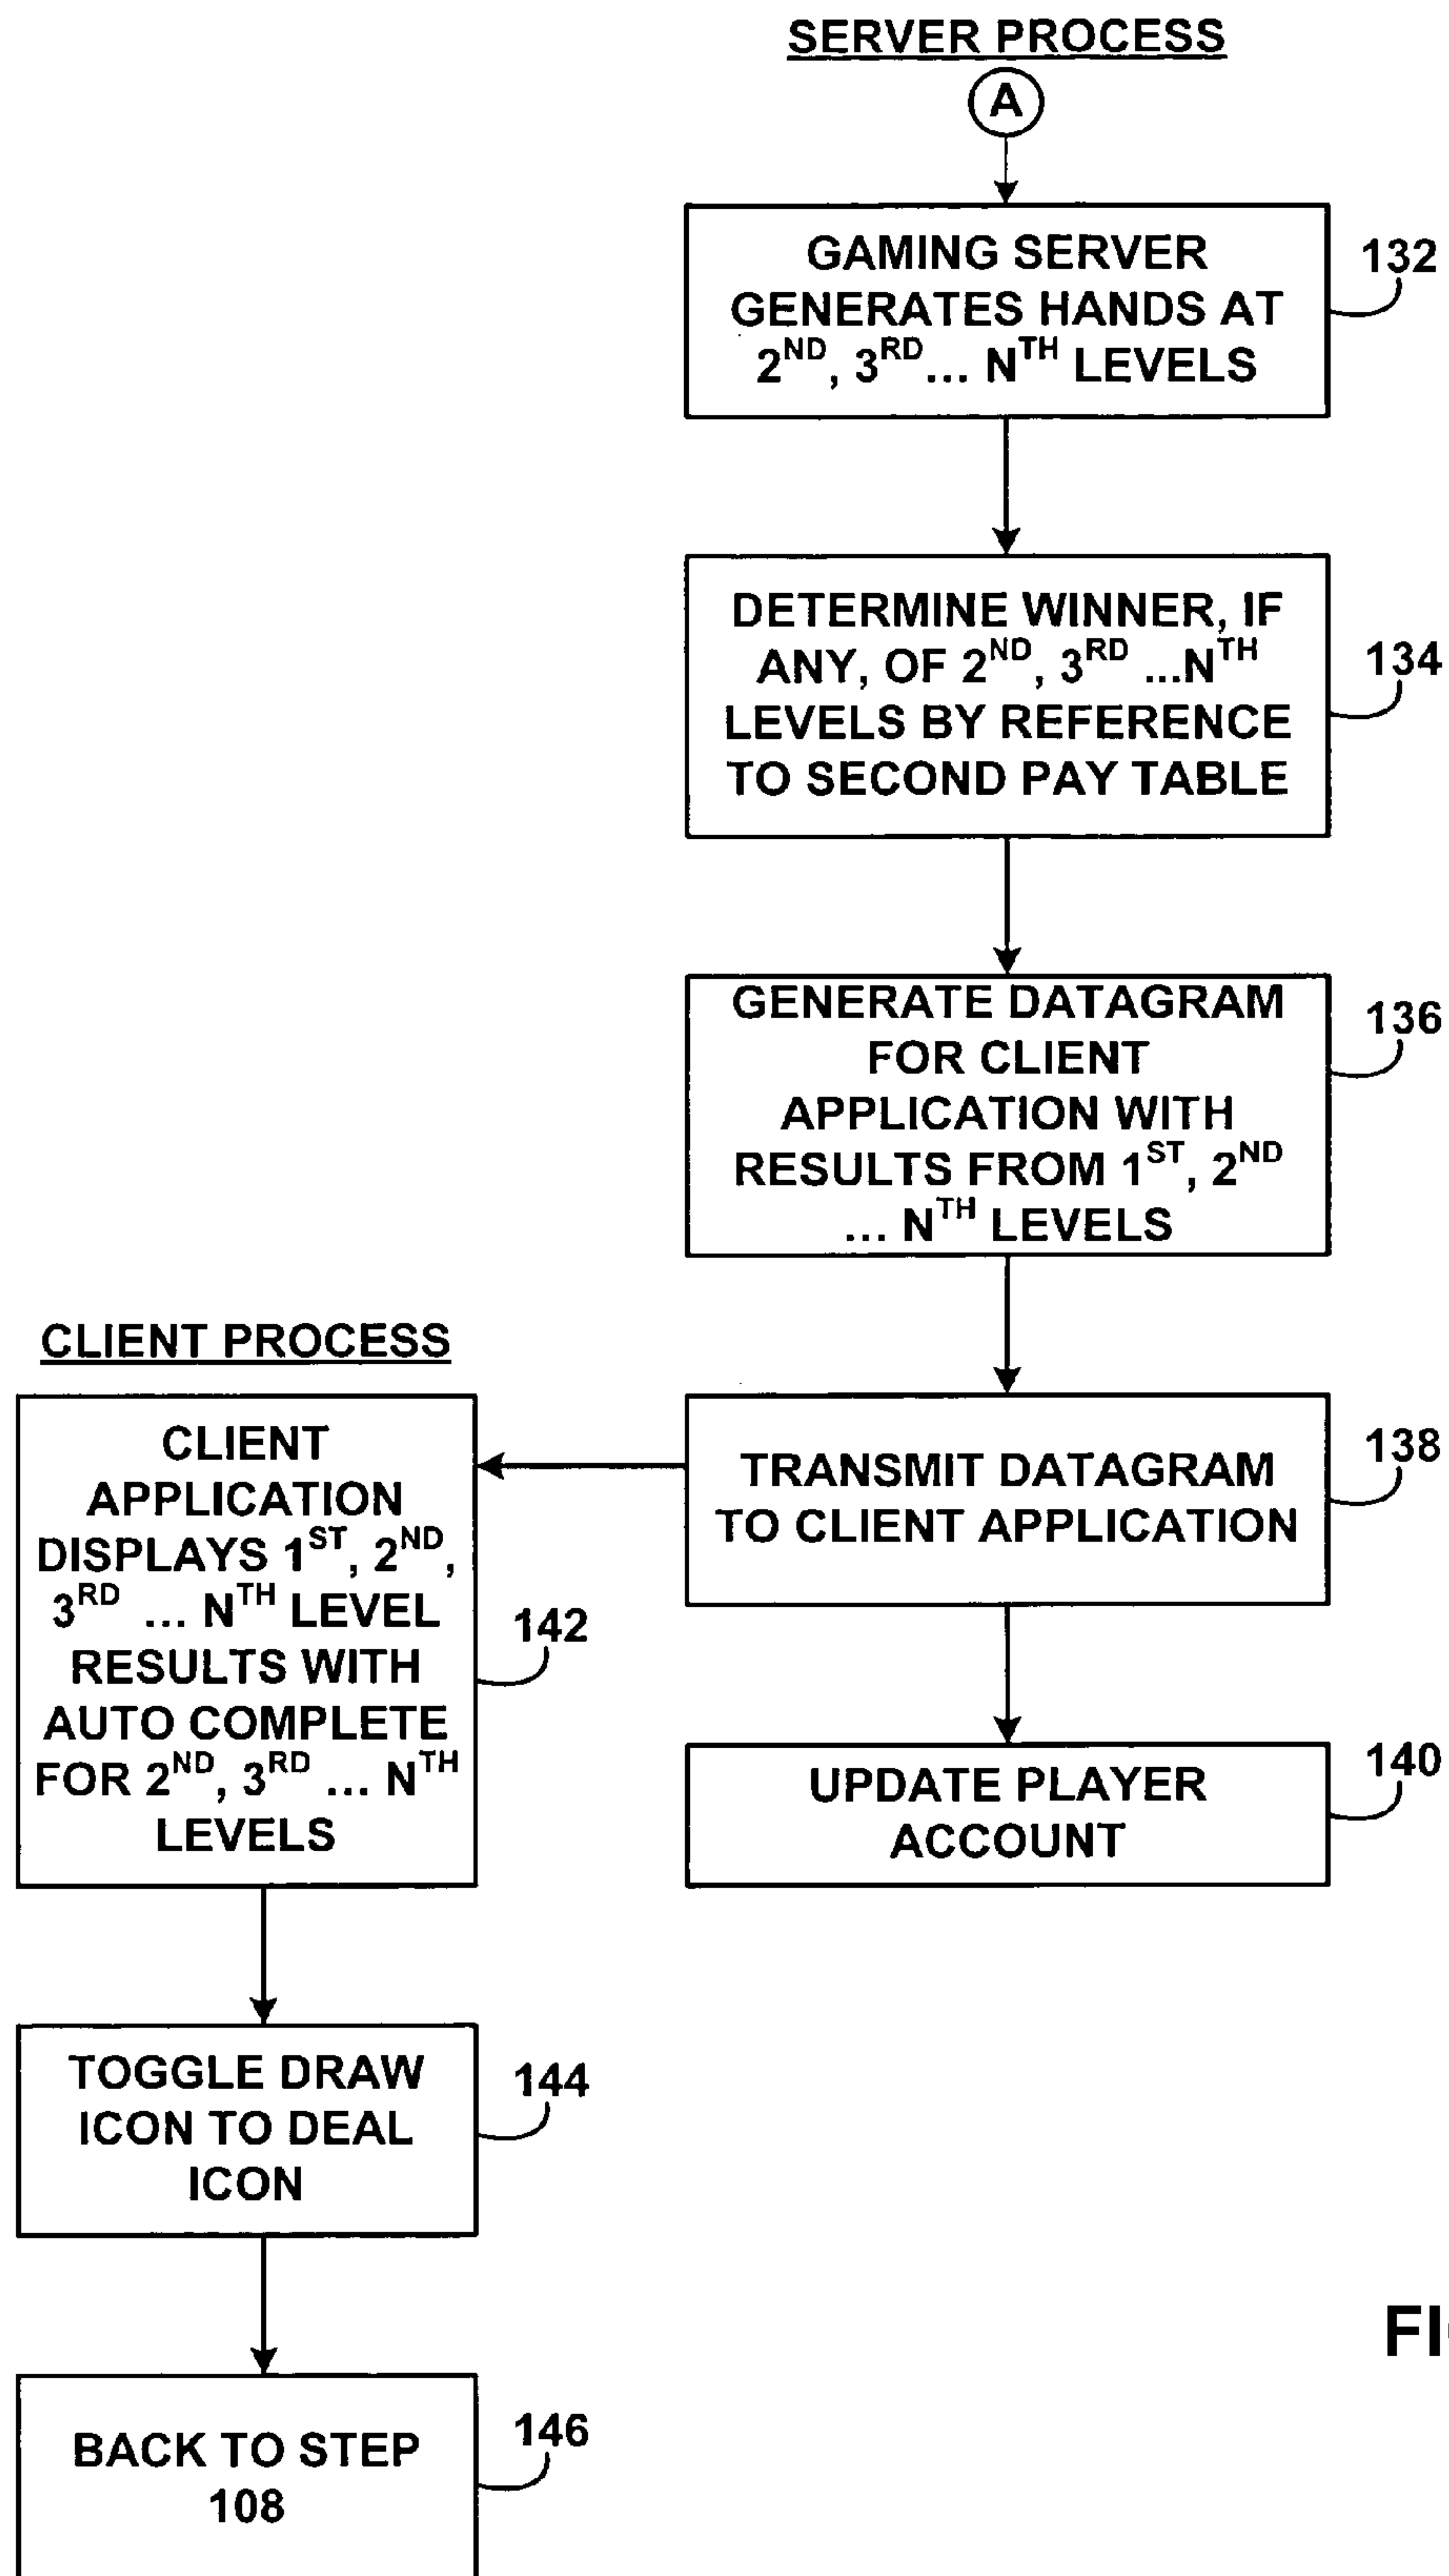 SERVER PROCESS
A
GAMING SERVER
GENERATES HANDS AT
2ND, 3RD... NTH LEVELS
132
DETERMINE WINNER, IF
ANY, OF 2ND, 3RD ...NTH
LEVELS BY REFERENCE
TO SECOND PAY TABLE
134
GENERATE DATAGRAM
FOR CLIENT
APPLICATION WITH
RESULTS FROM 1ST, 2ND
... NTH LEVELS
136
TRANSMIT DATAGRAM
TO CLIENT APPLICATION
138
UPDATE PLAYER
ACCOUNT
140
CLIENT PROCESS
CLIENT
APPLICATION
DISPLAYS 1ST, 2ND,
3RD ... NTH LEVEL
RESULTS WITH
AUTO COMPLETE
FOR 2ND, 3RD ... NTH
LEVELS
142
TOGGLE DRAW
ICON TO DEAL
ICON
144
BACK TO STEP
108
146